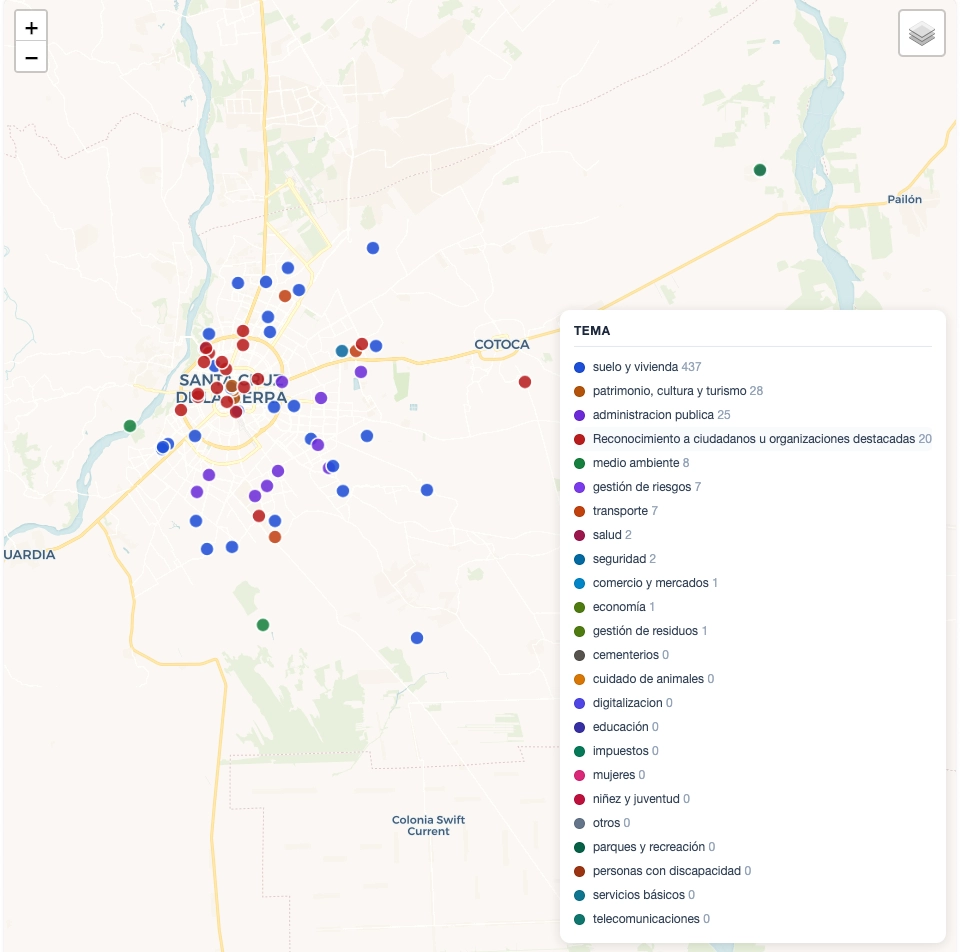 +
−
Pailón
COTOCA
SANTA CRUZ
DE LA SIERRA
UARDIA
Colonia Swift
Current
TEMA
suelo y vivienda 437
patrimonio, cultura y turismo 28
administracion publica 25
Reconocimiento a ciudadanos u organizaciones destacadas 20
medio ambiente 8
gestión de riesgos 7
transporte 7
salud 2
seguridad 2
comercio y mercados 1
economía 1
gestión de residuos 1
cementerios 0
cuidado de animales 0
digitalizacion 0
educación 0
impuestos 0
mujeres 0
niñez y juventud 0
otros 0
parques y recreación 0
personas con discapacidad 0
servicios básicos 0
telecomunicaciones 0